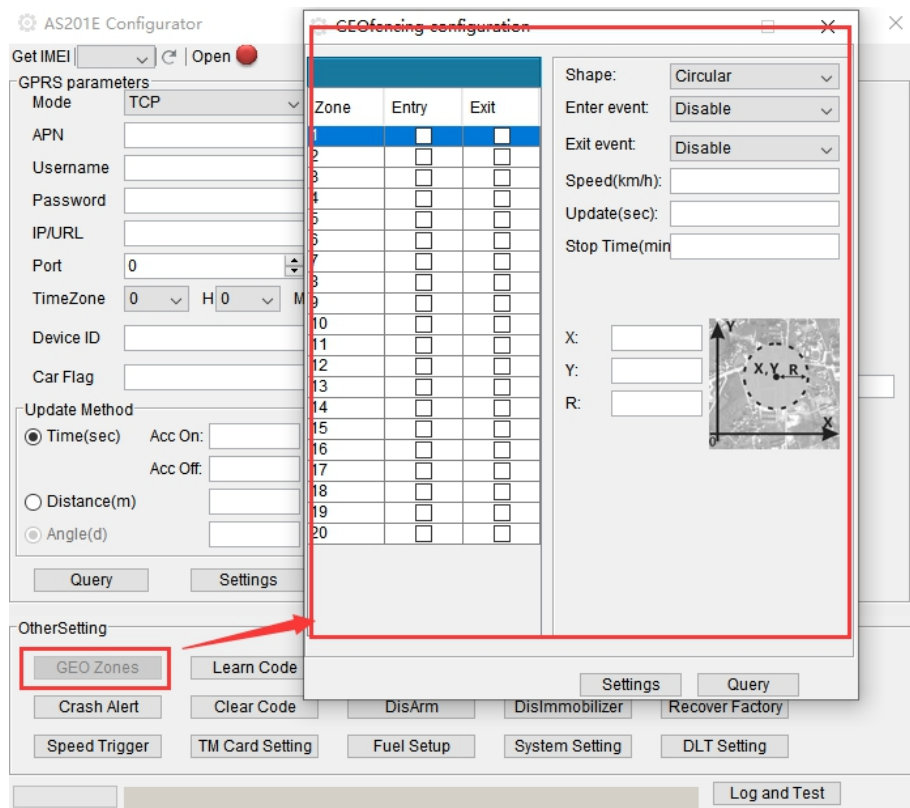 AS201E Configurator
Get IMEI Open
GPRS parameters
Mode TCP
APN
Username
Password
IP/URL
Port 0
TimeZone 0 H 0 M
Device ID
Car Flag
Update Method
Time(sec) Acc On:
Acc Off:
Distance(m)
Angle(d)
Query Settings
OtherSetting
GEO Zones Learn Code
Crash Alert Clear Code DisArm DisImmobilizer Recover Factory
Speed Trigger TM Card Setting Fuel Setup System Setting DLT Setting
Log and Test
GEOfencing configuration
Zone Entry Exit
1
2
3
4
5
6
7
8
9
10
11
12
13
14
15
16
17
18
19
20
Shape: Circular
Enter event: Disable
Exit event: Disable
Speed(km/h):
Update(sec):
Stop Time(min
X:
Y:
R:
Y
X,Y R
X
0
Settings Query